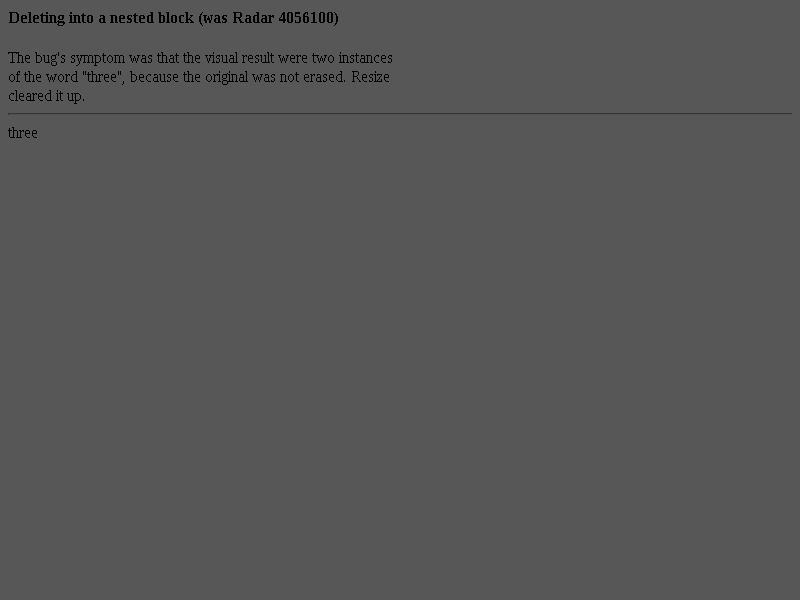 Deleting into a nested block (was Radar 4056100)
The bug's symptom was that the visual result were two instances
of the word "three", because the original was not erased. Resize
cleared it up.
three